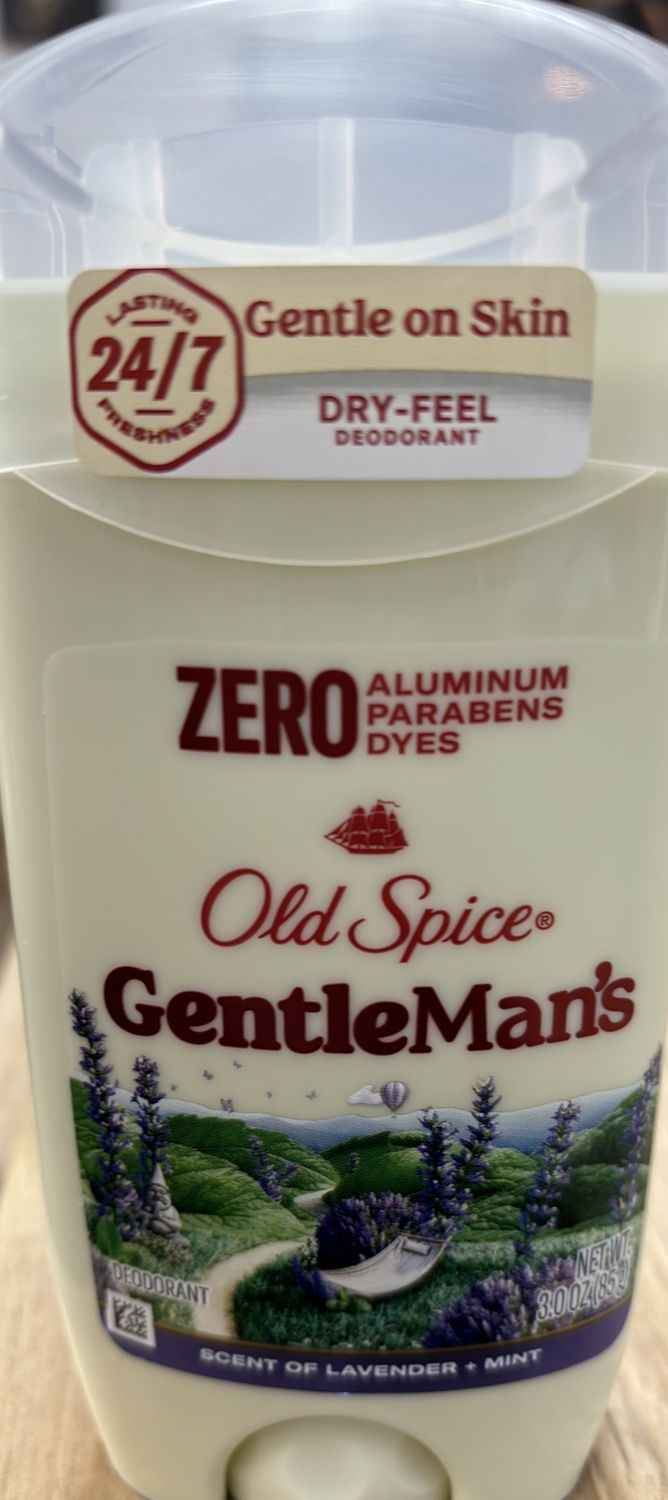 LASTING
24/7
FRESHNESS
Gentle on Skin
DRY-FEEL
DEODORANT
ZERO
ALUMINUM
PARABENS
DYES
Old Spice®
GentleMan's
DEODORANT
NET WT.
3.0 OZ (85g)
SCENT OF LAVENDER + MINT